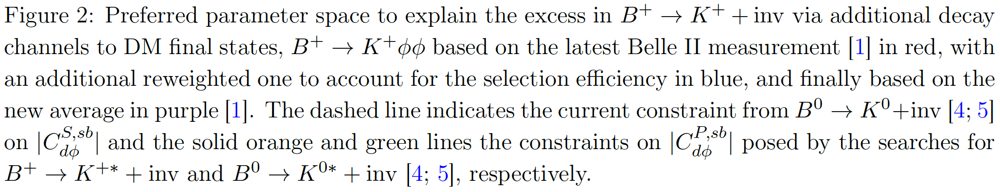 Figure 2: Preferred parameter space to explain the excess in $B^+ \to K^+ + \text{inv}$ via additional decay
channels to DM final states, $B^+ \to K^+\phi\phi$ based on the latest Belle II measurement [1] in red, with
an additional reweighted one to account for the selection efficiency in blue, and finally based on the
new average in purple [1]. The dashed line indicates the current constraint from $B^0 \to K^0\text{+inv}$ [4; 5]
on $|C_{d\phi}^{S,sb}|$ and the solid orange and green lines the constraints on $|C_{d\phi}^{P,sb}|$ posed by the searches for
$B^+ \to K^{+*} + \text{inv}$ and $B^0 \to K^{0*} + \text{inv}$ [4; 5], respectively.